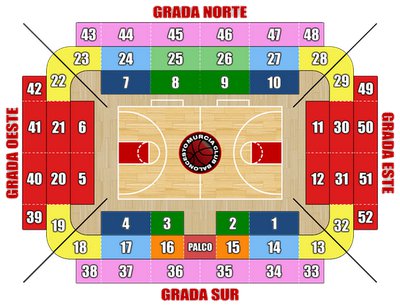 GRADA NORTE
43 44 45 46 47 48
23 24 25 26 27 28
22 7 8 9 10 29
42 49
GRADA OESTE
41 21 6 11 30 50
GRADA ESTE
BALONCESTO MURCIA CLUB
40 20 5 12 31 51
39 52
19 4 3 2 1 32
18 17 16 PALCO 15 14 13
38 37 36 35 34 33
GRADA SUR